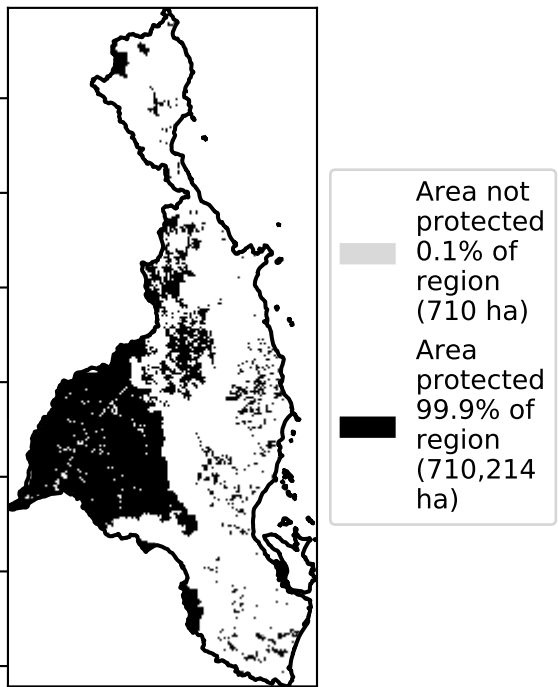 Area not
protected
0.1% of
region
(710 ha)
Area
protected
99.9% of
region
(710,214
ha)